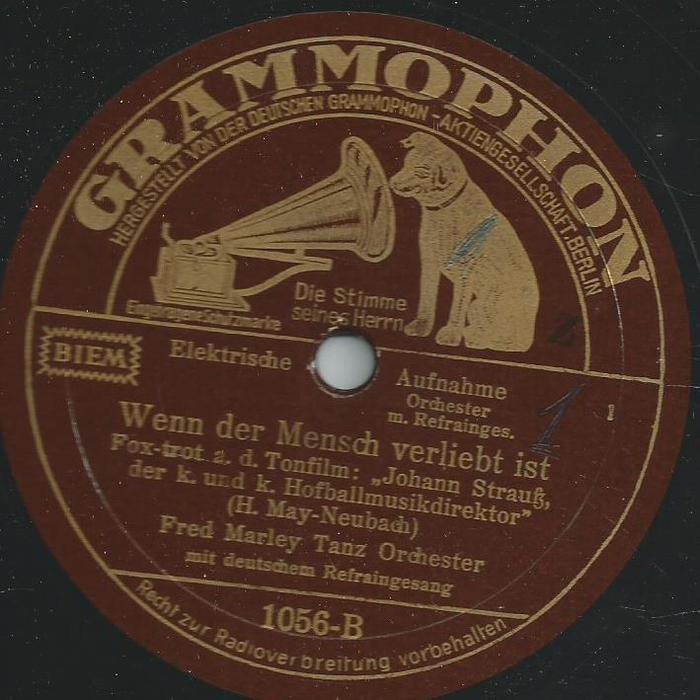 GRAMMOPHON
HERGESTELLT VON DER DEUTSCHEN GRAMMOPHON-AKTIENGESELLSCHAFT.BERLIN
Die Stimme
seines Herrn
Eingetragene Schutzmarke
Z
BIEM
Elektrische Aufnahme
1
1
Orchester
m. Refrainges.
Wenn der Mensch verliebt ist
Fox-trot a. d. Tonfilm: „Johann Strauß,
der k. und k. Hofballmusikdirektor"
(H. May-Neubach)
Fred Marley Tanz Orchester
mit deutschem Refraingesang
1056-B
Recht zur Radioverbreitung vorbehalten